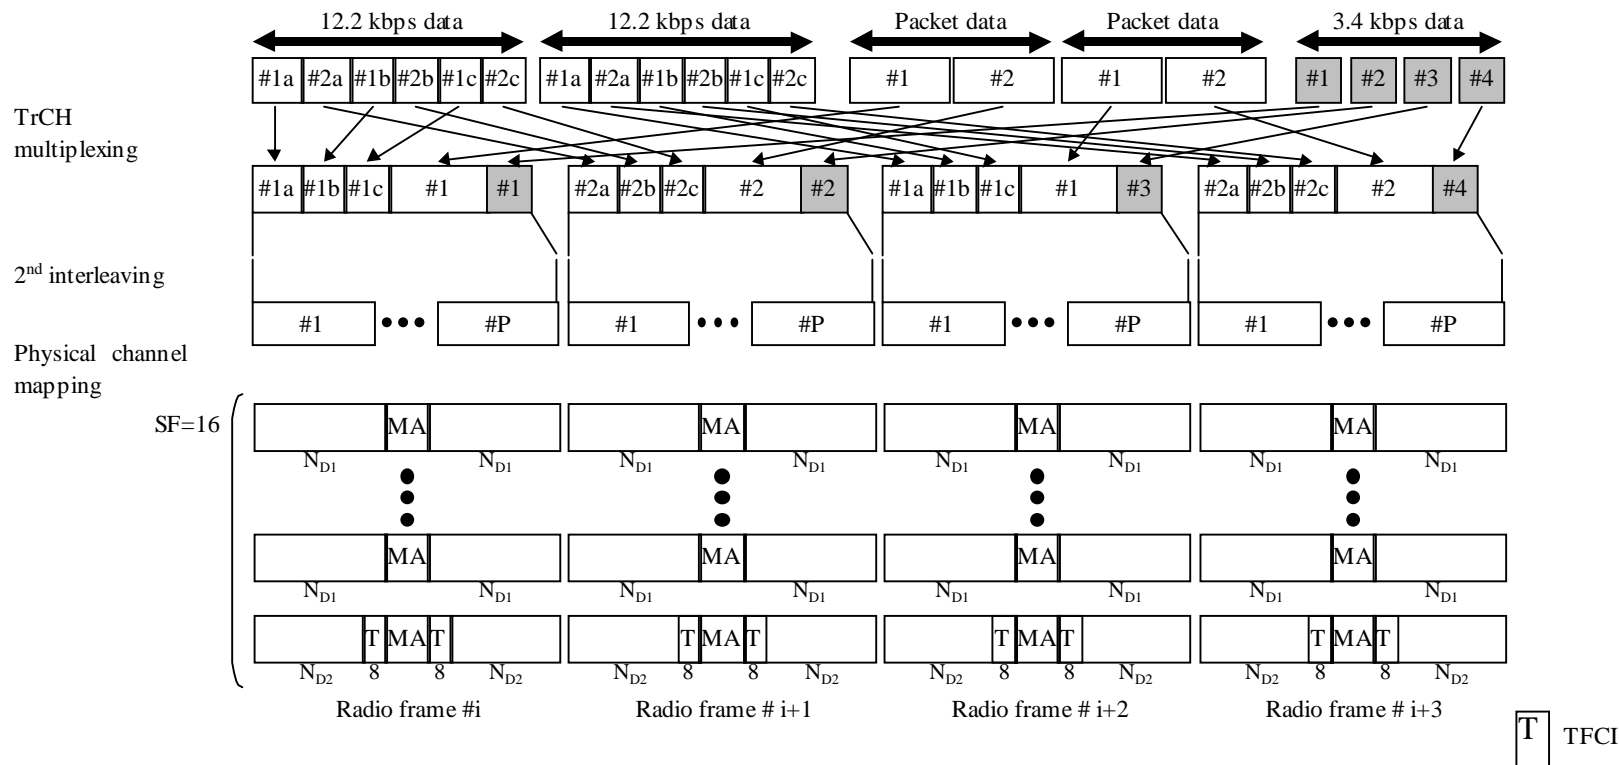 12.2 kbps data 12.2 kbps data Packet data Packet data 3.4 kbps data
#1a #2a #1b #2b #1c #2c #1a #2a #1b #2b #1c #2c #1 #2 #1 #2 #1 #2 #3 #4
TrCH
multiplexing
#1a #1b #1c #1 #1 #2a #2b #2c #2 #2 #1a #1b #1c #1 #3 #2a #2b #2c #2 #4
2nd interleaving
#1 #P #1 #P #1 #P #1 #P
Physical channel
mapping
SF=16
MA MA MA MA
ND1 ND1 ND1 ND1 ND1 ND1 ND1 ND1
MA MA MA MA
ND1 ND1 ND1 ND1 ND1 ND1 ND1 ND1
T MA T T MA T T MA T T MA T
ND2 8 8 ND2 ND2 8 8 ND2 ND2 8 8 ND2 ND2 8 8 ND2
Radio frame #i Radio frame # i+1 Radio frame # i+2 Radio frame # i+3
T TFCI